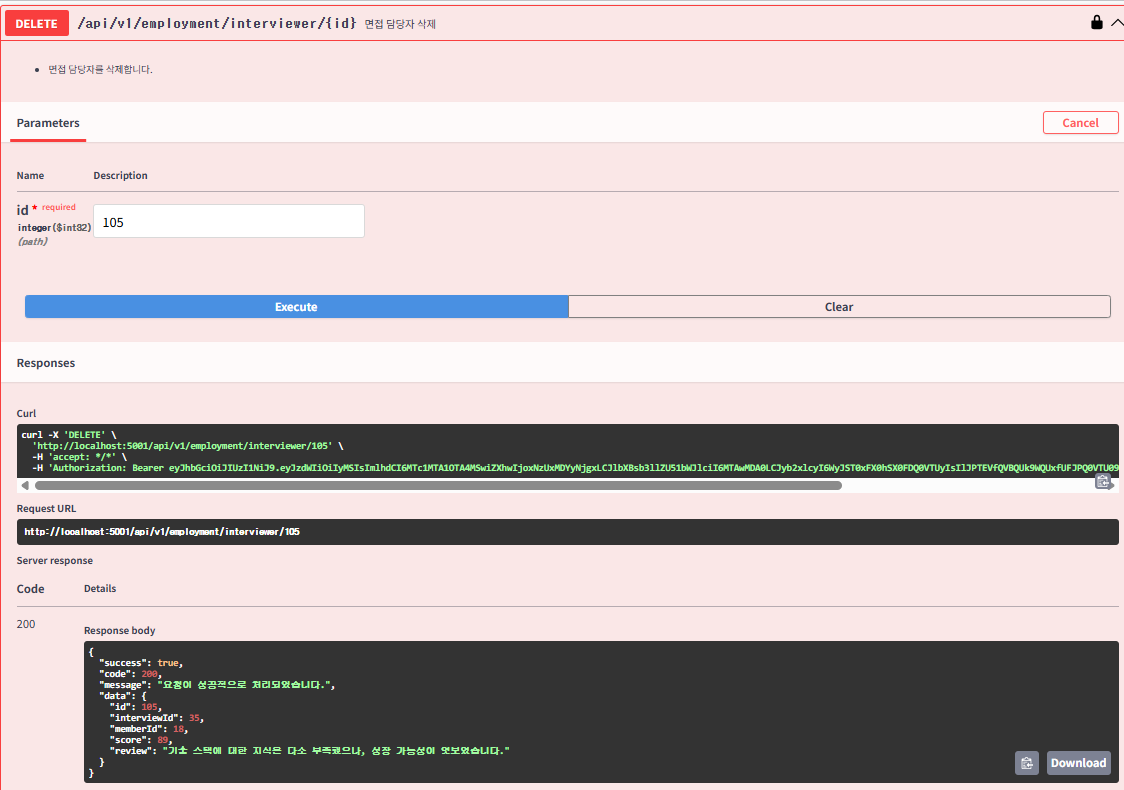 DELETE /api/v1/employment/interviewer/{id} 면접 담당자 삭제
면접 담당자를 삭제합니다.
Parameters
Cancel
Name Description
id * required
105
integer($int32)
(path)
Execute Clear
Responses
Curl
curl -X 'DELETE' \
'http://localhost:5001/api/v1/employment/interviewer/105' \
-H 'accept: */*' \
-H 'Authorization: Bearer
Request URL
http://localhost:5001/api/v1/employment/interviewer/105
Server response
Code Details
200
Response body
{
"success": true,
"code": 200,
"message": "요청이 성공적으로 처리되었습니다.",
"data": {
"id": 105,
"interviewId": 35,
"memberId": 18,
"score": 89,
"review": "기술 스택에 대한 지식은 다소 부족했으나, 성장 가능성이 엿보였습니다."
}
}
Download